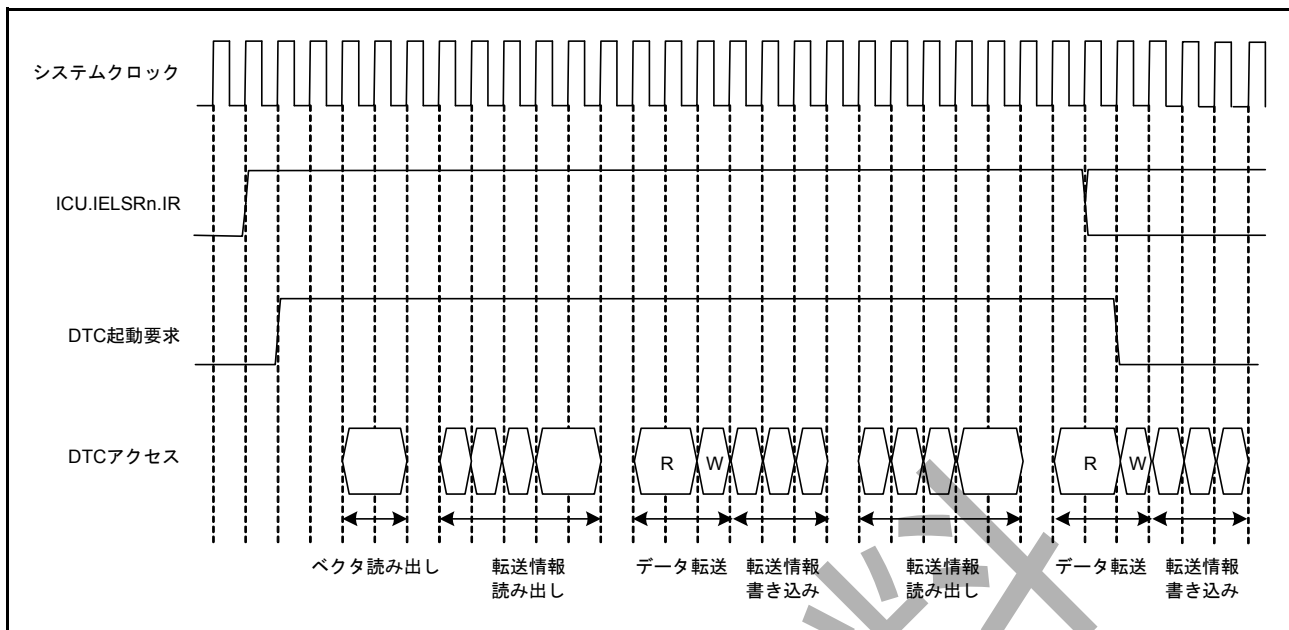 システムクロック
ICU.IELSRn.IR
DTC起動要求
DTCアクセス
R
W
R
W
ベクタ読み出し
転送情報
読み出し
データ転送
転送情報
書き込み
転送情報
読み出し
データ転送
転送情報
書き込み